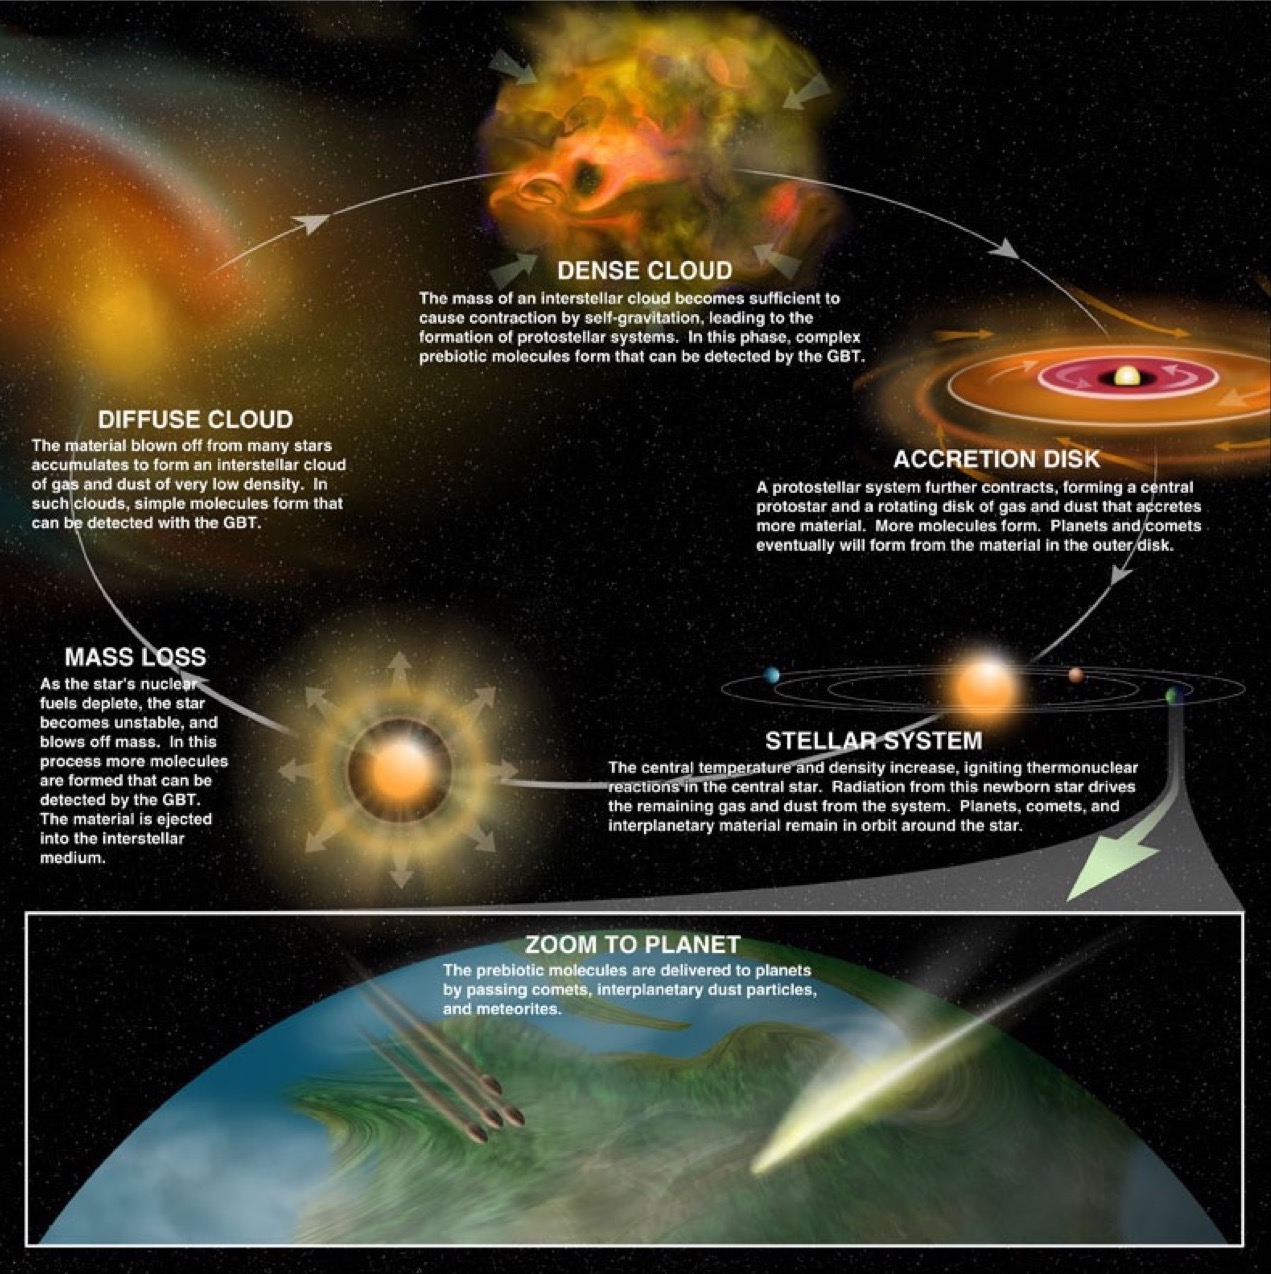 DENSE CLOUD
The mass of an interstellar cloud becomes sufficient to
cause contraction by self-gravitation, leading to the
formation of protostellar systems. In this phase, complex
prebiotic molecules form that can be detected by the GBT.
DIFFUSE CLOUD
The material blown off from many stars
accumulates to form an interstellar cloud
of gas and dust of very low density. In
such clouds, simple molecules form that
can be detected with the GBT.
ACCRETION DISK
A protostellar system further contracts, forming a central
protostar and a rotating disk of gas and dust that accretes
more material. More molecules form. Planets and comets
eventually will form from the material in the outer disk.
MASS LOSS
As the star's nuclear
fuels deplete, the star
becomes unstable, and
blows off mass. In this
process more molecules
are formed that can be
detected by the GBT.
The material is ejected
into the interstellar
medium.
STELLAR SYSTEM
The central temperature and density increase, igniting thermonuclear
reactions in the central star. Radiation from this newborn star drives
the remaining gas and dust from the system. Planets, comets, and
interplanetary material remain in orbit around the star.
ZOOM TO PLANET
The prebiotic molecules are delivered to planets
by passing comets, interplanetary dust particles,
and meteorites.